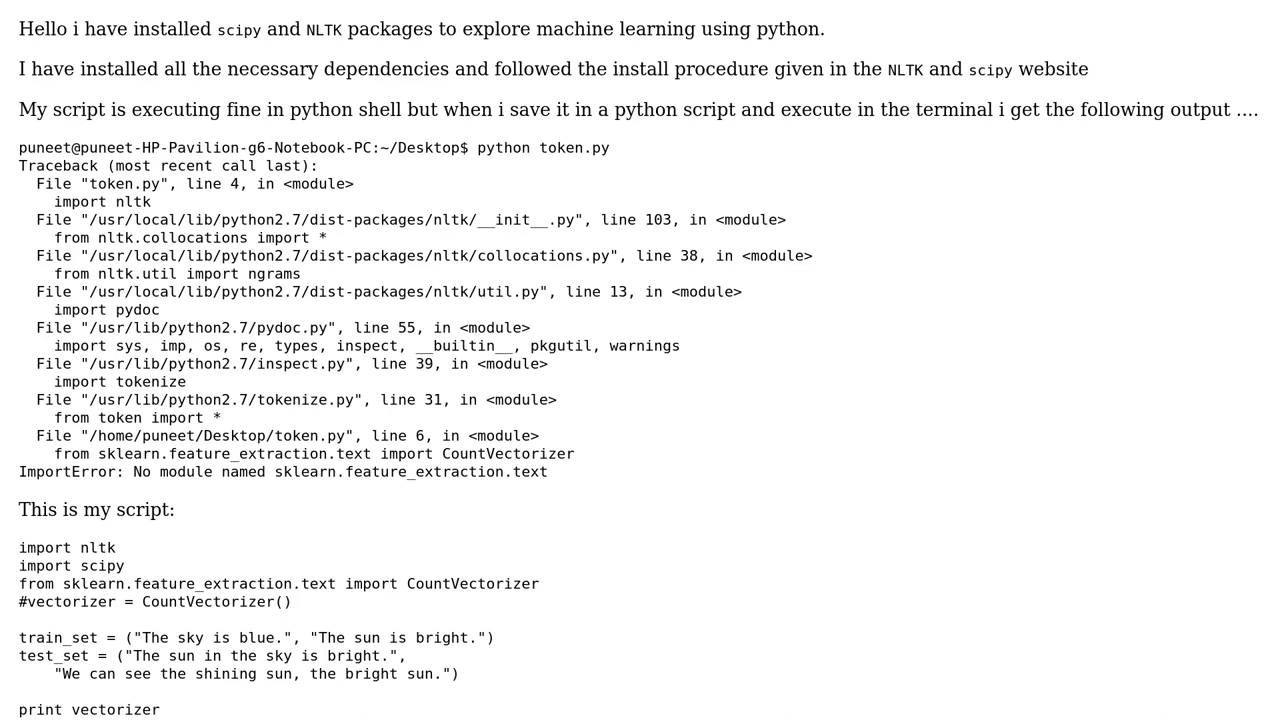 Hello i have installed scipy and NLTK packages to explore machine learning using python.
I have installed all the necessary dependencies and followed the install procedure given in the NLTK and scipy website
My script is executing fine in python shell but when i save it in a python script and execute in the terminal i get the following output ....
puneet@puneet-HP-Pavilion-g6-Notebook-PC:~/Desktop$ python token.py
Traceback (most recent call last):
  File "token.py", line 4, in <module>
    import nltk
  File "/usr/local/lib/python2.7/dist-packages/nltk/__init__.py", line 103, in <module>
    from nltk.collocations import *
  File "/usr/local/lib/python2.7/dist-packages/nltk/collocations.py", line 38, in <module>
    from nltk.util import ngrams
  File "/usr/local/lib/python2.7/dist-packages/nltk/util.py", line 13, in <module>
    import pydoc
  File "/usr/lib/python2.7/pydoc.py", line 55, in <module>
    import sys, imp, os, re, types, inspect, __builtin__, pkgutil, warnings
  File "/usr/lib/python2.7/inspect.py", line 39, in <module>
    import tokenize
  File "/usr/lib/python2.7/tokenize.py", line 31, in <module>
    from token import *
  File "/home/puneet/Desktop/token.py", line 6, in <module>
    from sklearn.feature_extraction.text import CountVectorizer
ImportError: No module named sklearn.feature_extraction.text
This is my script:
import nltk
import scipy
from sklearn.feature_extraction.text import CountVectorizer
#vectorizer = CountVectorizer()
train_set = ("The sky is blue.", "The sun is bright.")
test_set = ("The sun in the sky is bright.",
    "We can see the shining sun, the bright sun.")
print vectorizer